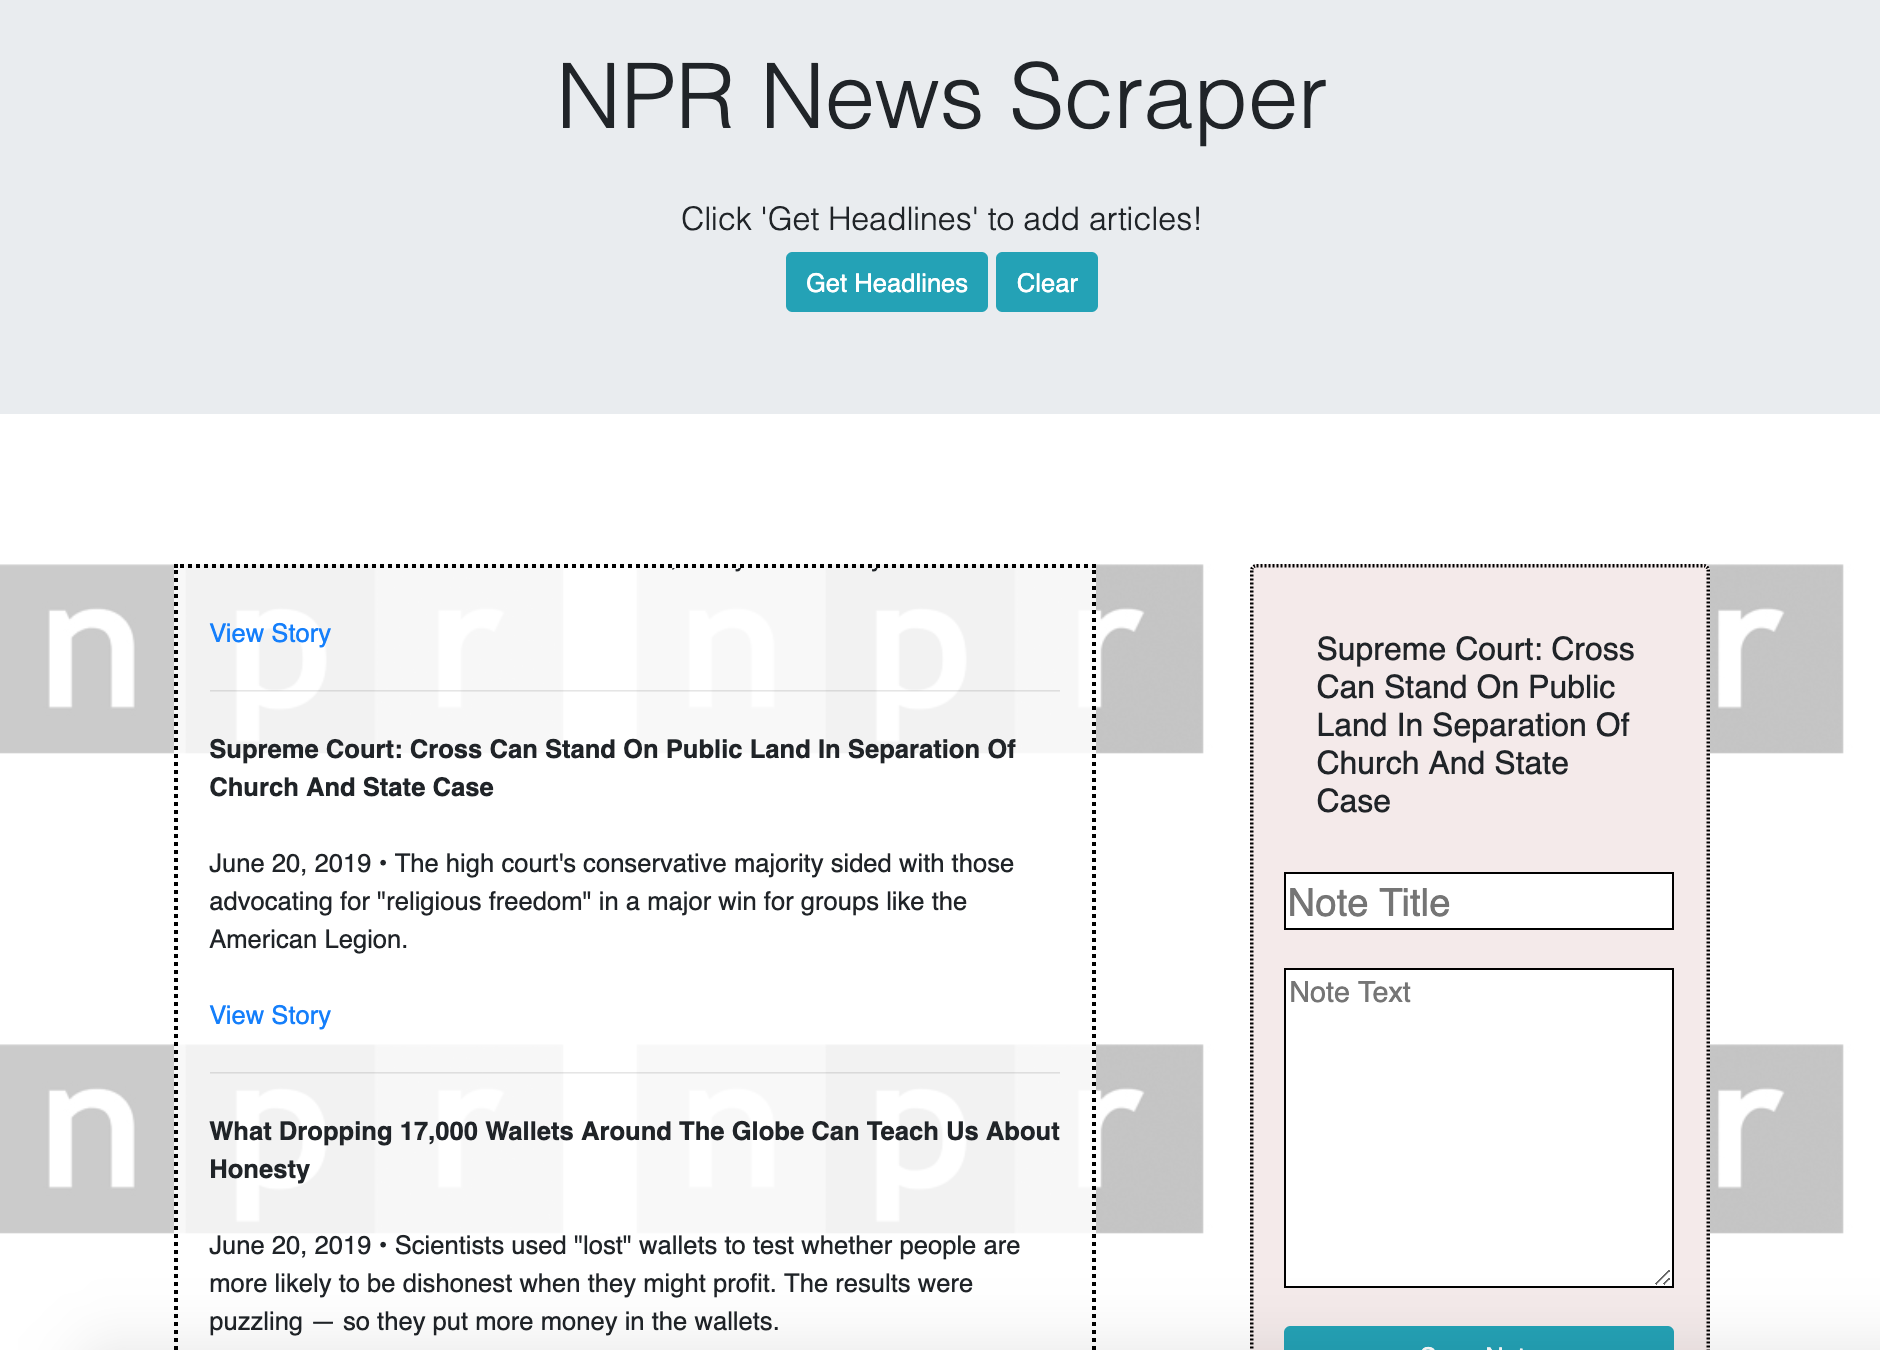 NPR News Scraper
Click 'Get Headlines' to add articles!
Get Headlines Clear
n p r n p r r
View Story
Supreme Court: Cross Can Stand On Public Land In Separation Of
Church And State Case
June 20, 2019 • The high court's conservative majority sided with those
advocating for "religious freedom" in a major win for groups like the
American Legion.
View Story
n p r n p r r
What Dropping 17,000 Wallets Around The Globe Can Teach Us About
Honesty
June 20, 2019 • Scientists used "lost" wallets to test whether people are
more likely to be dishonest when they might profit. The results were
puzzling — so they put more money in the wallets.
Supreme Court: Cross
Can Stand On Public
Land In Separation Of
Church And State
Case
Note Title
Note Text